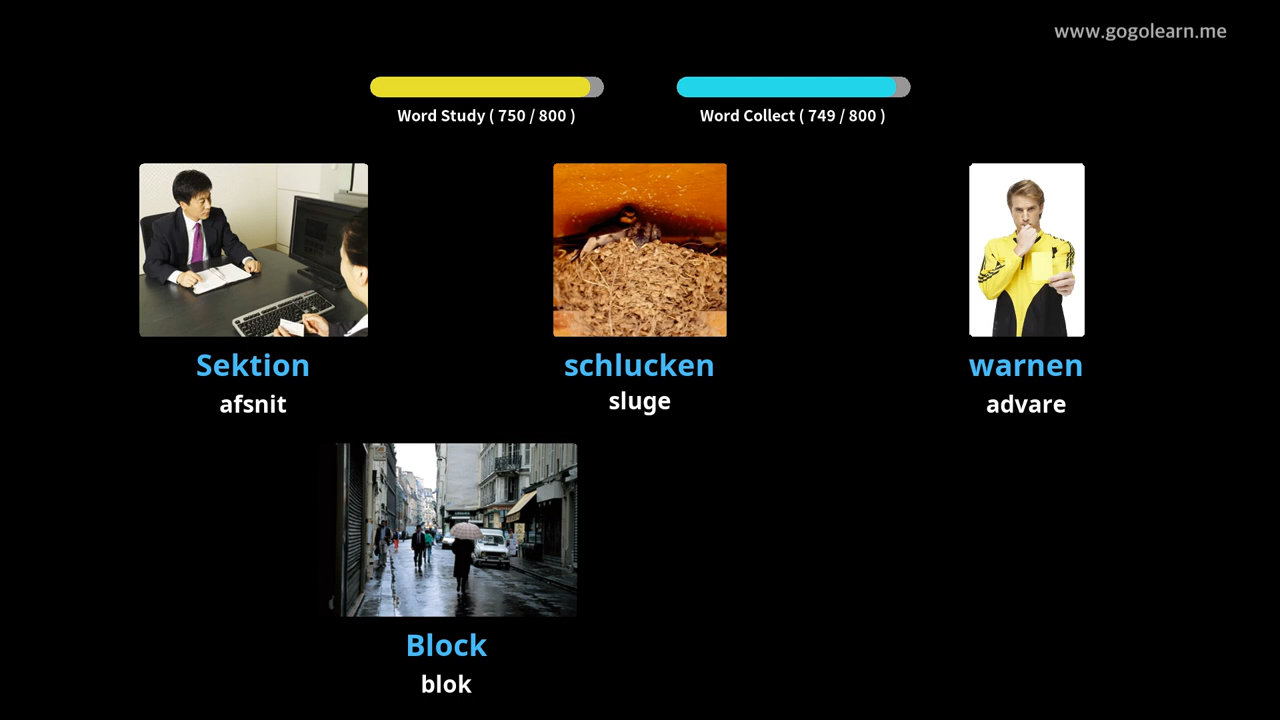 www.gogolearn.me
Word Study ( 750 / 800 )
Word Collect ( 749 / 800 )
Sektion
afsnit
schlucken
sluge
warnen
advare
Block
blok